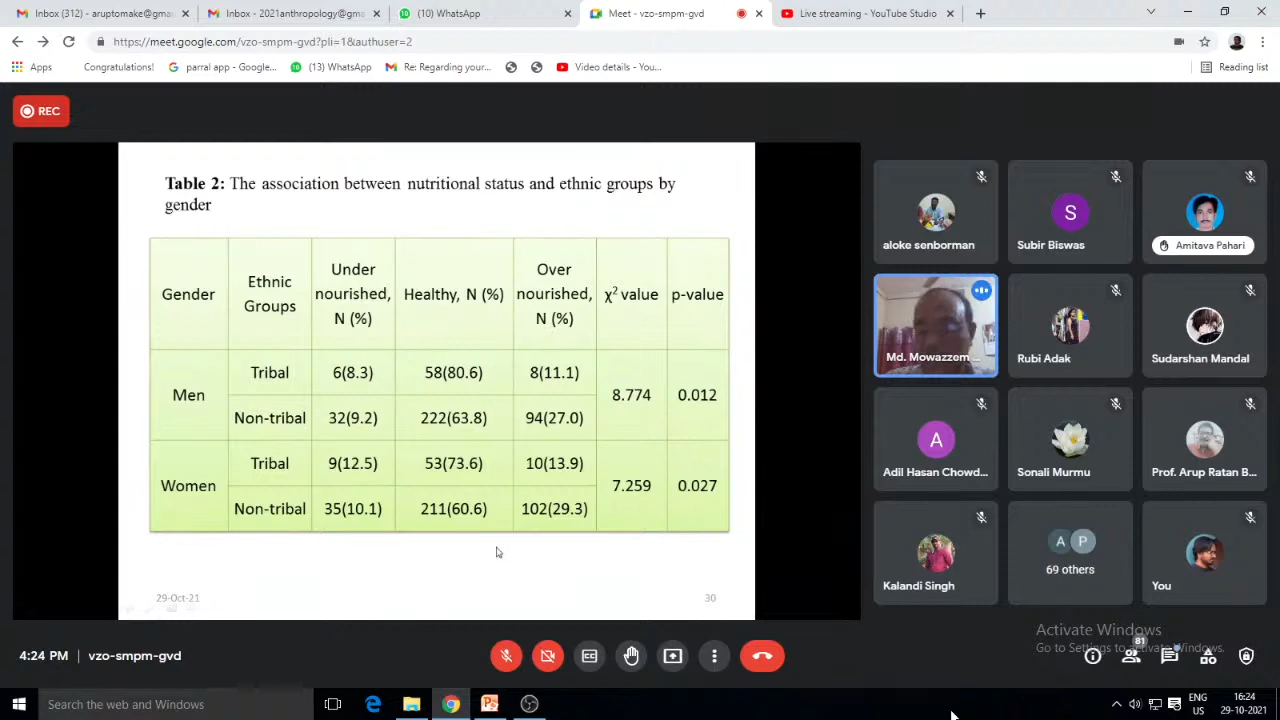 Inbox (312) - aruptomake@gmai
Inbox - 2021anthropology@gma
(10) WhatsApp
Meet - vzo-smpm-gvd
Live streaming - YouTube Studio
https://meet.google.com/vzo-smpm-gvd?pli=1&authuser=2
Apps
Congratulations!
parral app - Google...
(13) WhatsApp
Re: Regarding your...
Video details - You...
Reading list
REC
Table 2: The association between nutritional status and ethnic groups by
gender
Gender
Ethnic
Groups
Under
nourished,
N (%)
Healthy, N (%)
Over
nourished,
N (%)
χ² value
p-value
Men
Tribal
6(8.3)
58(80.6)
8(11.1)
8.774
0.012
Non-tribal
32(9.2)
222(63.8)
94(27.0)
Women
Tribal
9(12.5)
53(73.6)
10(13.9)
7.259
0.027
Non-tribal
35(10.1)
211(60.6)
102(29.3)
29-Oct-21
30
aloke senborman
S
Subir Biswas
Amitava Pahari
Md. Mowazzem ...
Rubi Adak
Sudarshan Mandal
A
Adil Hasan Chowd...
Sonali Murmu
Prof. Arup Ratan B...
Kalandi Singh
A
P
69 others
You
Activate Windows
Go to Settings to activate Windows.
4:24 PM
vzo-smpm-gvd
81
Search the web and Windows
ENG
US
16:24
29-10-2021